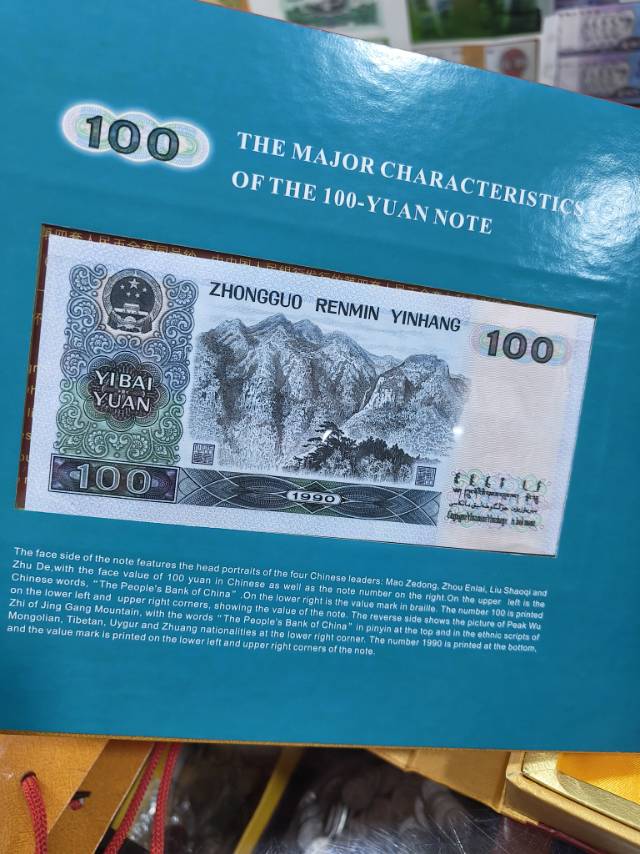 100
THE MAJOR CHARACTERISTICS
OF THE 100-YUAN NOTE
ZHONGGUO RENMIN YINHANG
100
YIBAI
YUAN
100
1990
The face side of the note features the head portraits of the four Chinese leaders: Mao Zedong, Zhou Enlai, Liu Shaoqi and
Zhu De,with the face value of 100 yuan in Chinese as well as the note number on the right.On the upper left is the
Chinese words, "The People's Bank of China" .On the lower right is the value mark in braille. The number 100 is printed
on the lower left and upper right corners, showing the value of the note. The reverse side shows the picture of Peak Wu
Zhi of Jing Gang Mountain, with the words "The People's Bank of China" in pinyin at the top and in the ethnic scripts of
Mongolian, Tibetan, Uygur and Zhuang nationalities at the lower right corner. The number 1990 is printed at the bottom,
and the value mark is printed on the lower left and upper right corners of the note.